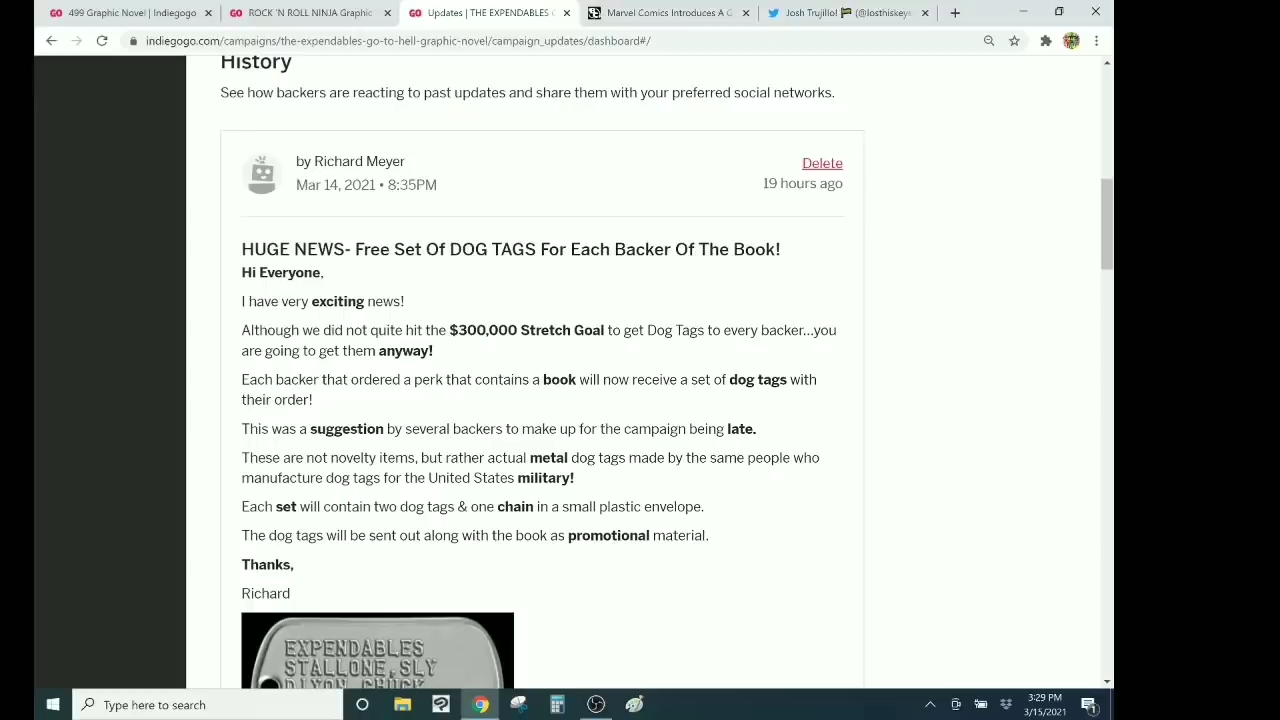 499 Graphic Novel | Indiegogo
ROCK 'N ROLL NINJA Graphic
Updates | THE EXPENDABLES
Marvel Comics Introduces A G
Josh Trujillo! (@losthiskeys
indiegogo.com/campaigns/the-expendables-go-to-hell-graphic-novel/campaign_updates/dashboard#/
History
See how backers are reacting to past updates and share them with your preferred social networks.
by Richard Meyer
Delete
Mar 14, 2021 • 8:35PM
19 hours ago
HUGE NEWS- Free Set Of DOG TAGS For Each Backer Of The Book!
Hi Everyone,
I have very exciting news!
Although we did not quite hit the $300,000 Stretch Goal to get Dog Tags to every backer...you
are going to get them anyway!
Each backer that ordered a perk that contains a book will now receive a set of dog tags with
their order!
This was a suggestion by several backers to make up for the campaign being late.
These are not novelty items, but rather actual metal dog tags made by the same people who
manufacture dog tags for the United States military!
Each set will contain two dog tags & one chain in a small plastic envelope.
The dog tags will be sent out along with the book as promotional material.
Thanks,
Richard
EXPENDABLES
STALLONE,SLY
DIXON,CHUCK
Type here to search
3:29 PM
3/15/2021
1